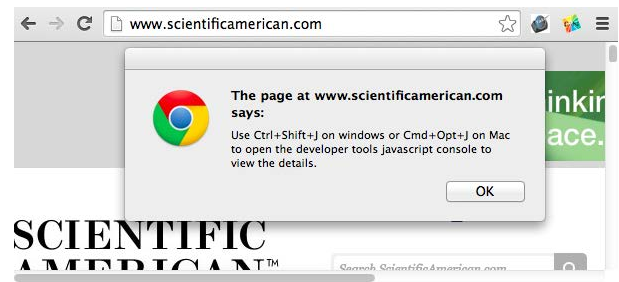 www.scientificamerican.com
The page at www.scientificamerican.com
says:
Use Ctrl+Shift+J on windows or Cmd+Opt+J on Mac
to open the developer tools javascript console to
view the details.
OK
ace.
SCIENTIFIC
AMERICAN™
Search ScientificAmerican.com